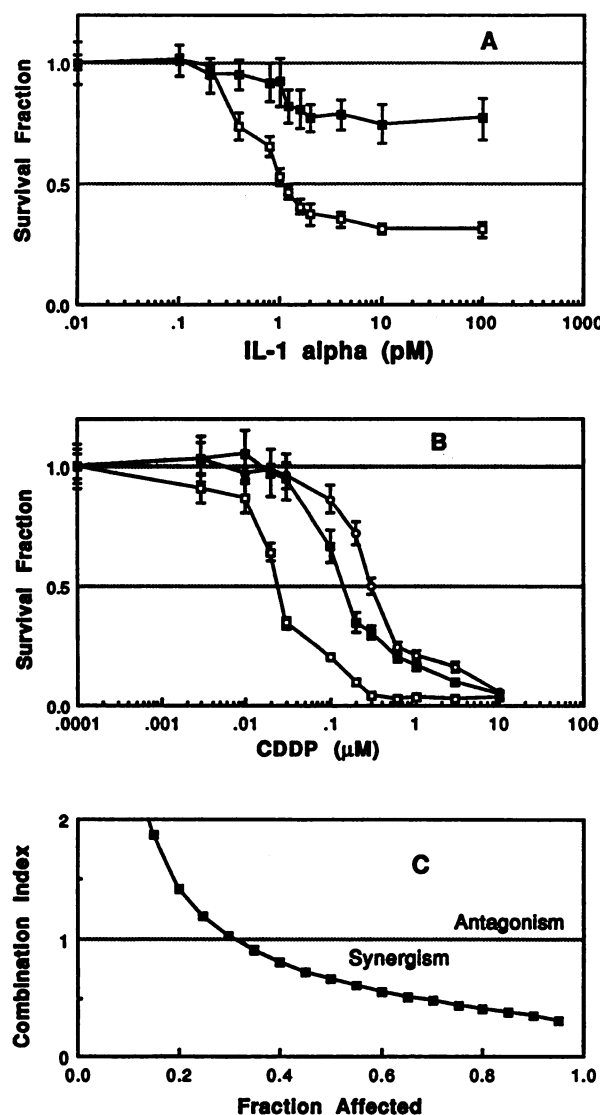 A
Survival Fraction
1.0
0.5
0.0
.01 .1 1 10 100 1000
IL-1 alpha (pM)
B
Survival Fraction
1.0
0.5
0.0
.0001 .001 .01 .1 1 10 100
CDDP (µM)
C
Combination Index
2
1
0
Antagonism
Synergism
0.0 0.2 0.4 0.6 0.8 1.0
Fraction Affected